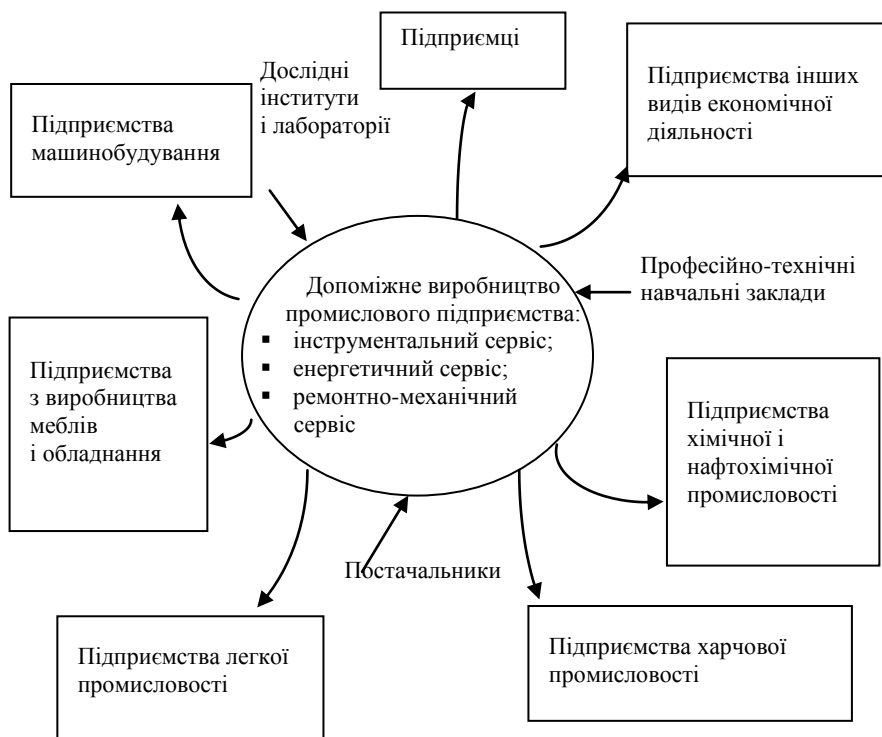 Підприємці
Дослідні
інститути
і лабораторії
Підприємства інших
видів економічної
діяльності
Підприємства
машинобудування
Професійно-технічні
навчальні заклади
Допоміжне виробництво
промислового підприємства:
▪ інструментальний сервіс;
▪ енергетичний сервіс;
▪ ремонтно-механічний
сервіс
Підприємства
з виробництва
меблів
і обладнання
Підприємства
хімічної і
нафтохімічної
промисловості
Постачальники
Підприємства легкої
промисловості
Підприємства харчової
промисловості